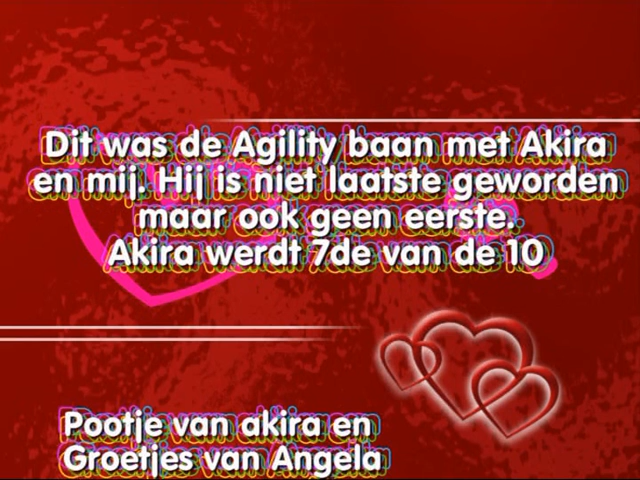 Dit was de Agility baan met Akira
en mij. Hij is niet laatste geworden
maar ook geen eerste.
Akira werdt 7de van de 10
Pootje van akira en
Groetjes van Angela